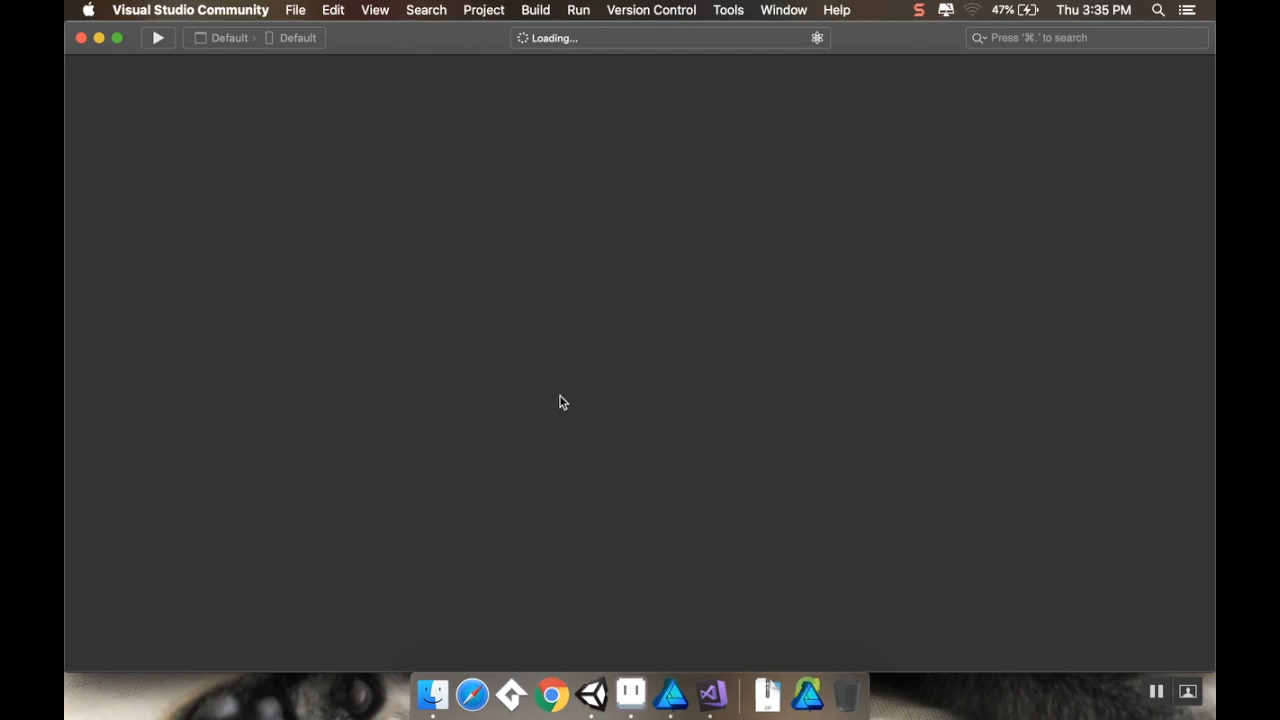 Visual Studio Community File Edit View Search Project Build Run Version Control Tools Window Help S 47% Thu 3:35 PM
Default › Default Loading... Press '⌘.' to search
ZIP